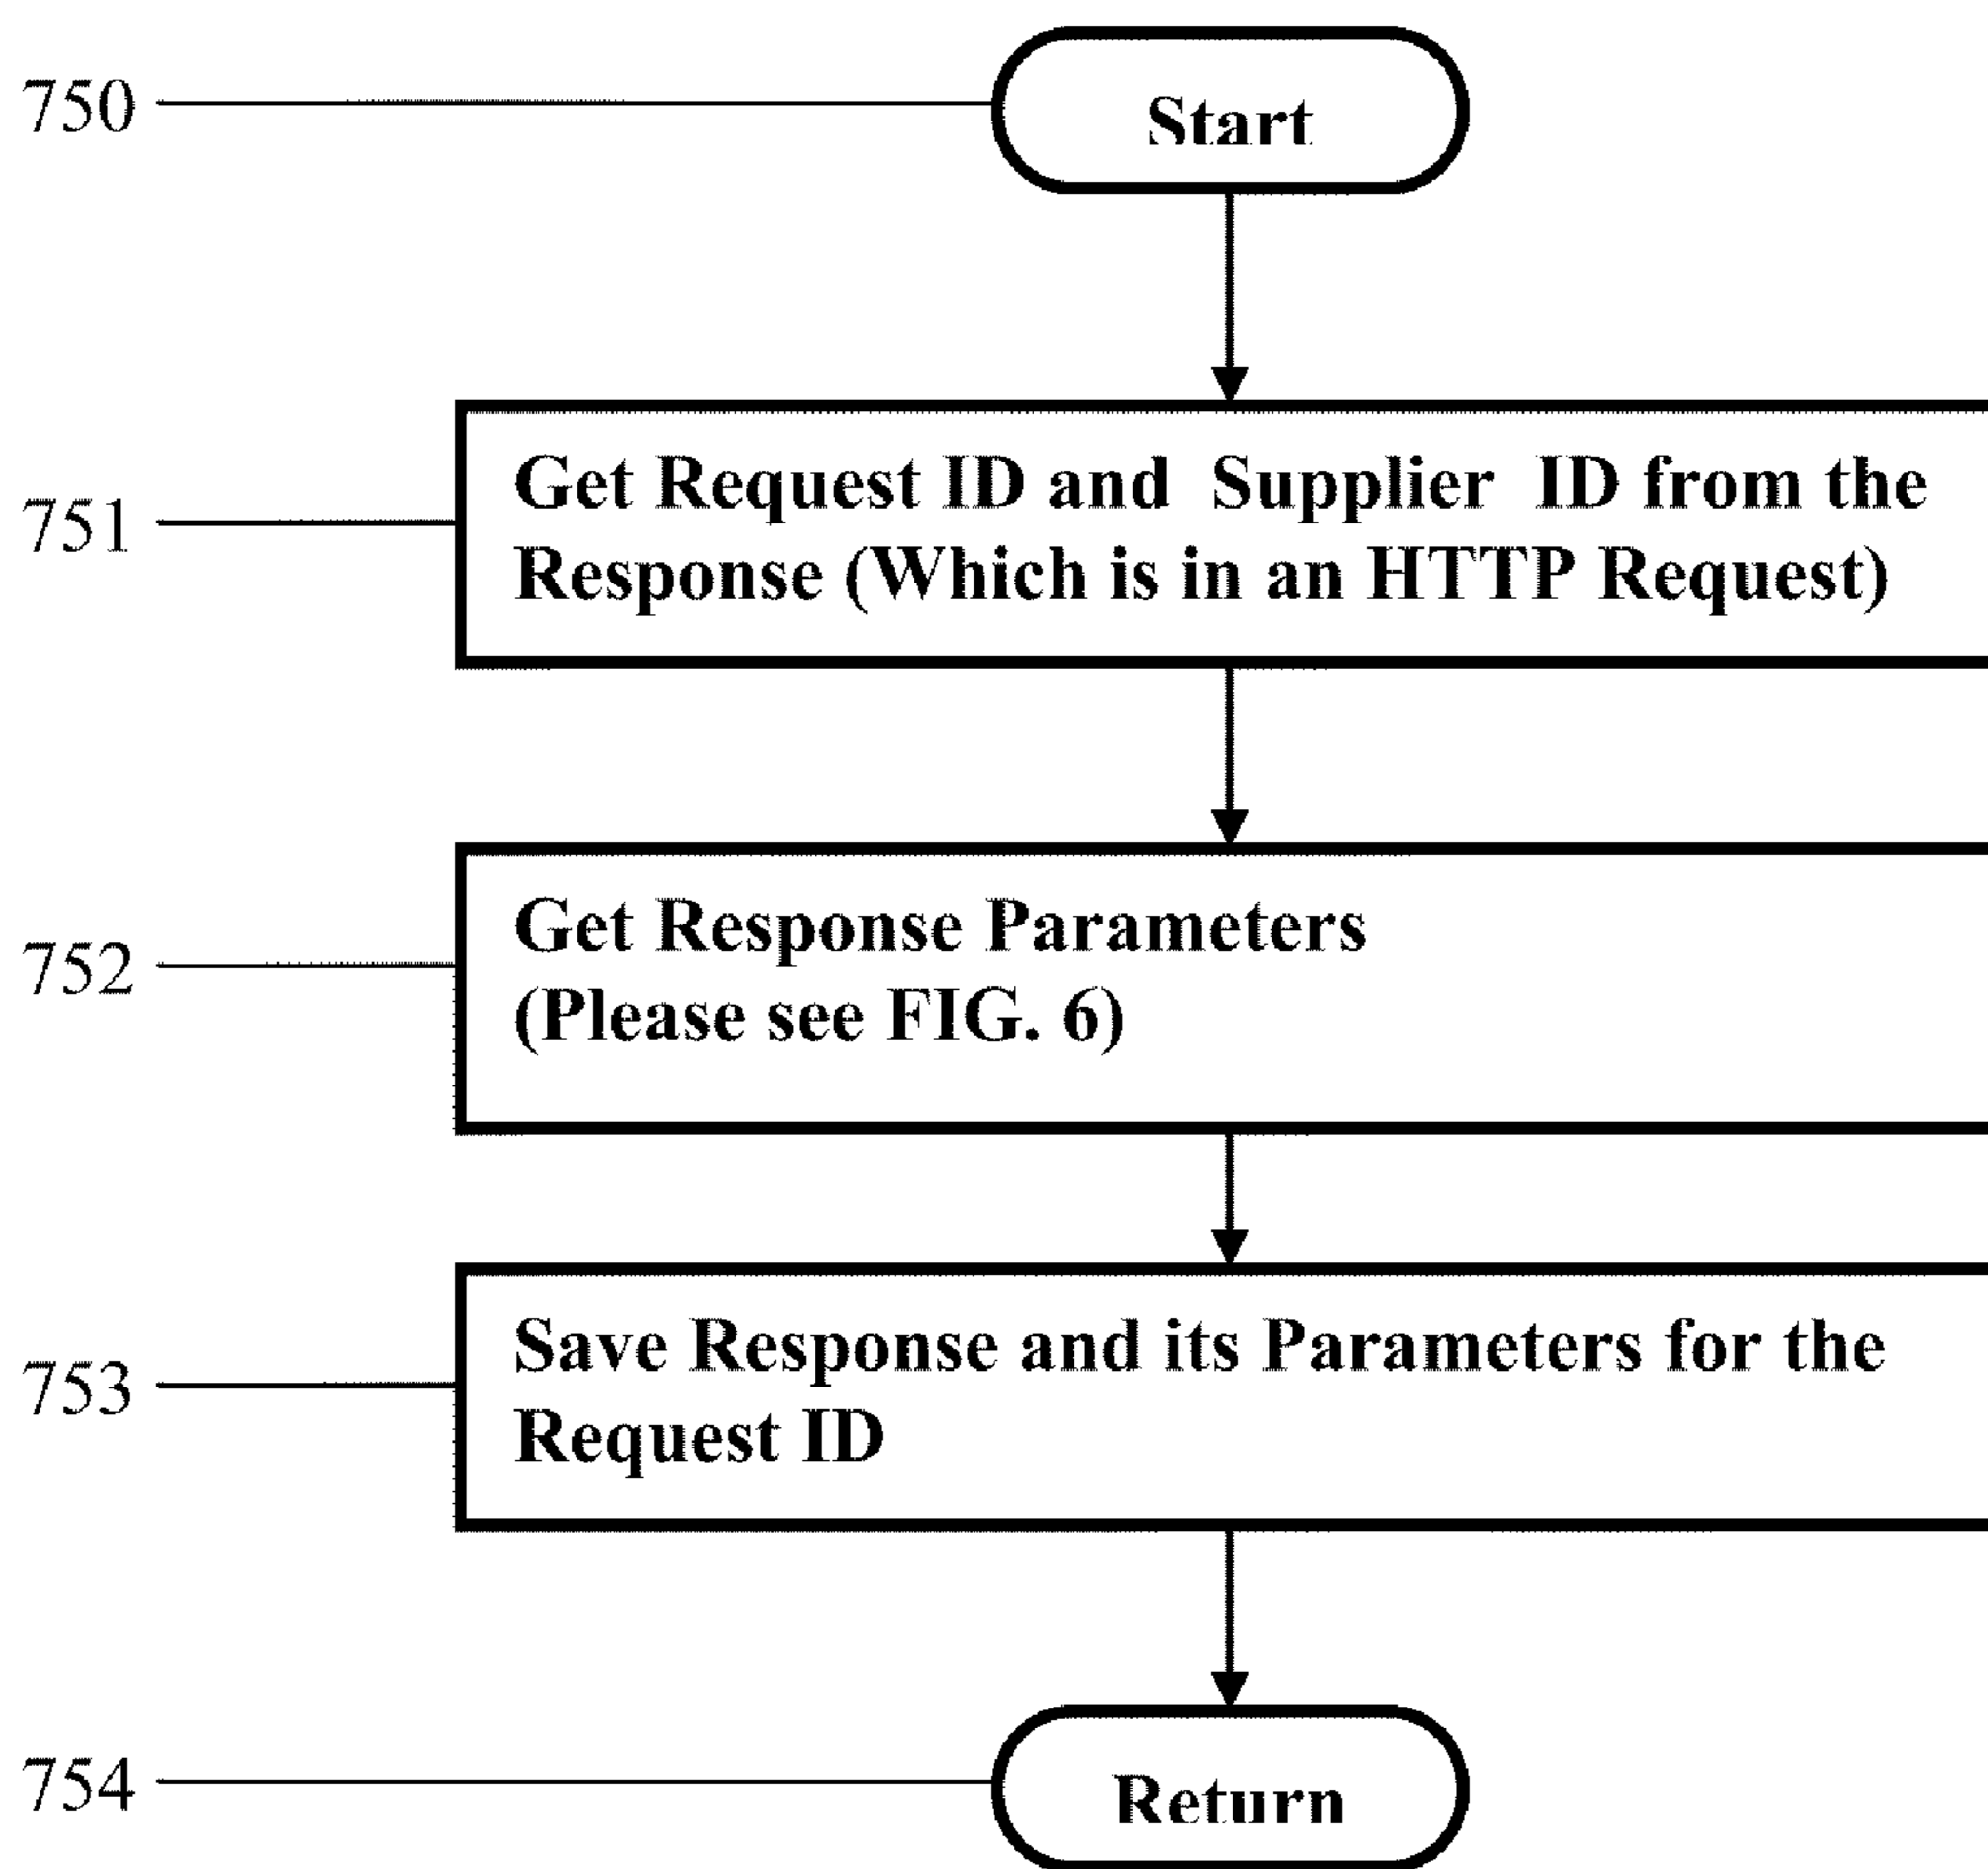 750
Start
751
Get Request ID and Supplier ID from the
Response (Which is in an HTTP Request)
752
Get Response Parameters
(Please see FIG. 6)
753
Save Response and its Parameters for the
Request ID
754
Return